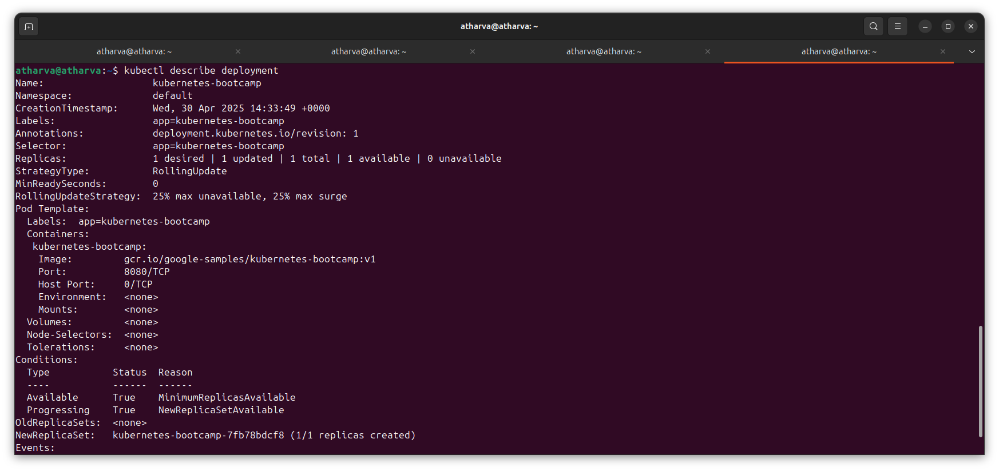 atharva@atharva: ~
atharva@atharva: ~ atharva@atharva: ~ atharva@atharva: ~ atharva@atharva: ~
atharva@atharva:~$ kubectl describe deployment
Name:                   kubernetes-bootcamp
Namespace:              default
CreationTimestamp:      Wed, 30 Apr 2025 14:33:49 +0000
Labels:                 app=kubernetes-bootcamp
Annotations:            deployment.kubernetes.io/revision: 1
Selector:               app=kubernetes-bootcamp
Replicas:               1 desired | 1 updated | 1 total | 1 available | 0 unavailable
StrategyType:           RollingUpdate
MinReadySeconds:        0
RollingUpdateStrategy:  25% max unavailable, 25% max surge
Pod Template:
  Labels:  app=kubernetes-bootcamp
  Containers:
   kubernetes-bootcamp:
    Image:         gcr.io/google-samples/kubernetes-bootcamp:v1
    Port:          8080/TCP
    Host Port:     0/TCP
    Environment:   <none>
    Mounts:        <none>
  Volumes:         <none>
  Node-Selectors:  <none>
  Tolerations:     <none>
Conditions:
  Type           Status  Reason
  ----           ------  ------
  Available      True    MinimumReplicasAvailable
  Progressing    True    NewReplicaSetAvailable
OldReplicaSets:  <none>
NewReplicaSet:   kubernetes-bootcamp-7fb78bdcf8 (1/1 replicas created)
Events: